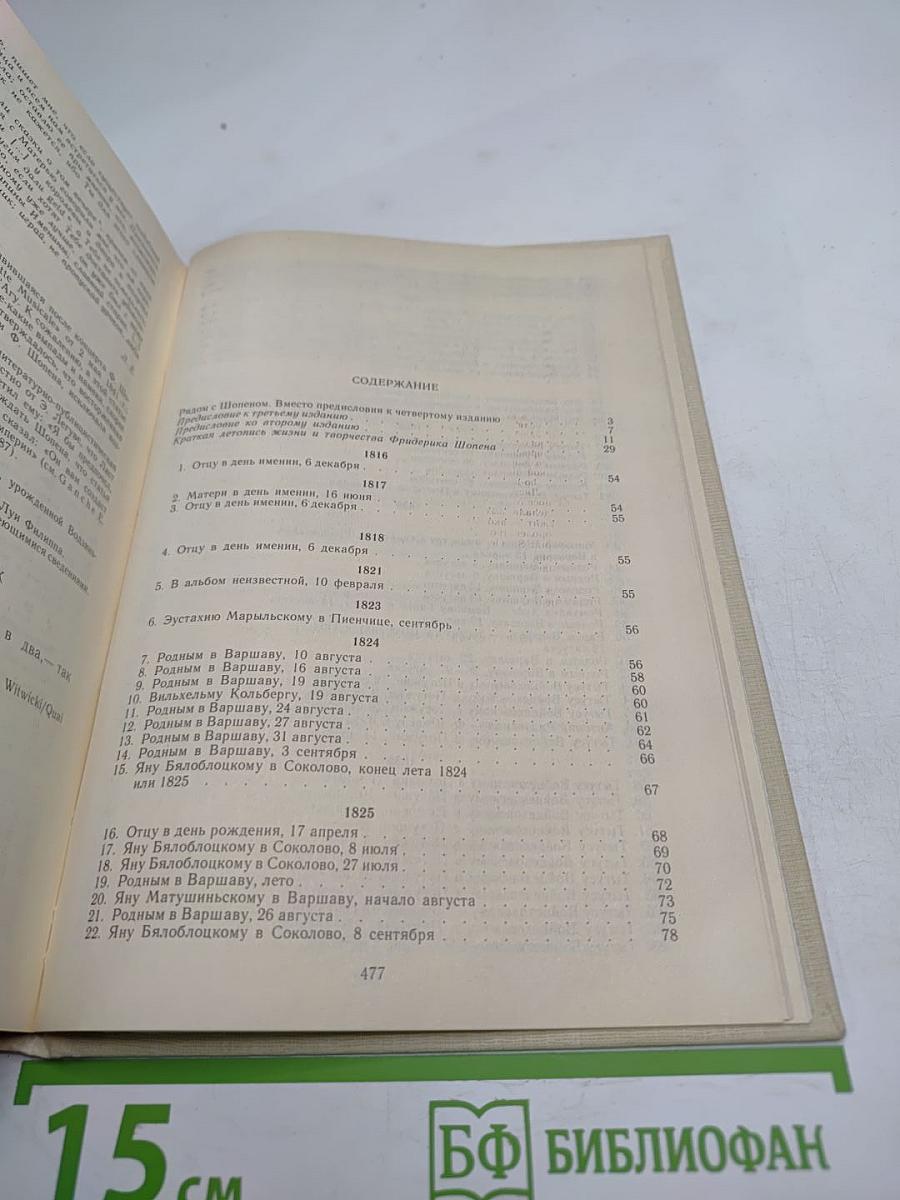 СОДЕРЖАНИЕ
Рядом с Шопеном. Вместо предисловия к четвертому изданию 3
Предисловие к третьему изданию 7
Предисловие ко второму изданию 11
Краткая летопись жизни и творчества Фридерика Шопена 29
1816
1. Отцу в день именин, 6 декабря 54
1817
2. Матери в день именин, 16 июня 54
3. Отцу в день именин, 6 декабря 55
1818
4. Отцу в день именин, 6 декабря 55
1821
5. В альбом неизвестной, 10 февраля 55
1823
6. Эустахию Марыльскому в Пиенчице, сентябрь 56
1824
7. Родным в Варшаву, 10 августа 56
8. Родным в Варшаву, 16 августа 58
9. Родным в Варшаву, 19 августа 60
10. Вильхельму Кольбергу, 19 августа 60
11. Родным в Варшаву, 24 августа 61
12. Родным в Варшаву, 27 августа 62
13. Родным в Варшаву, 31 августа 64
14. Родным в Варшаву, 3 сентября 66
15. Яну Бялоблоцкому в Соколово, конец лета 1824
или 1825 67
1825
16. Отцу в день рождения, 17 апреля 68
17. Яну Бялоблоцкому в Соколово, 8 июля 69
18. Яну Бялоблоцкому в Соколово, 27 июля 70
19. Родным в Варшаву, лето 72
20. Яну Матушиньскому в Варшаву, начало августа 73
21. Родным в Варшаву, 26 августа 75
22. Яну Бялоблоцкому в Соколово, 8 сентября 78
477
урожденной
Луи Филиппа.
в два,— так
Witwicki/Quai
15 см
БФ БИБЛИОФАН